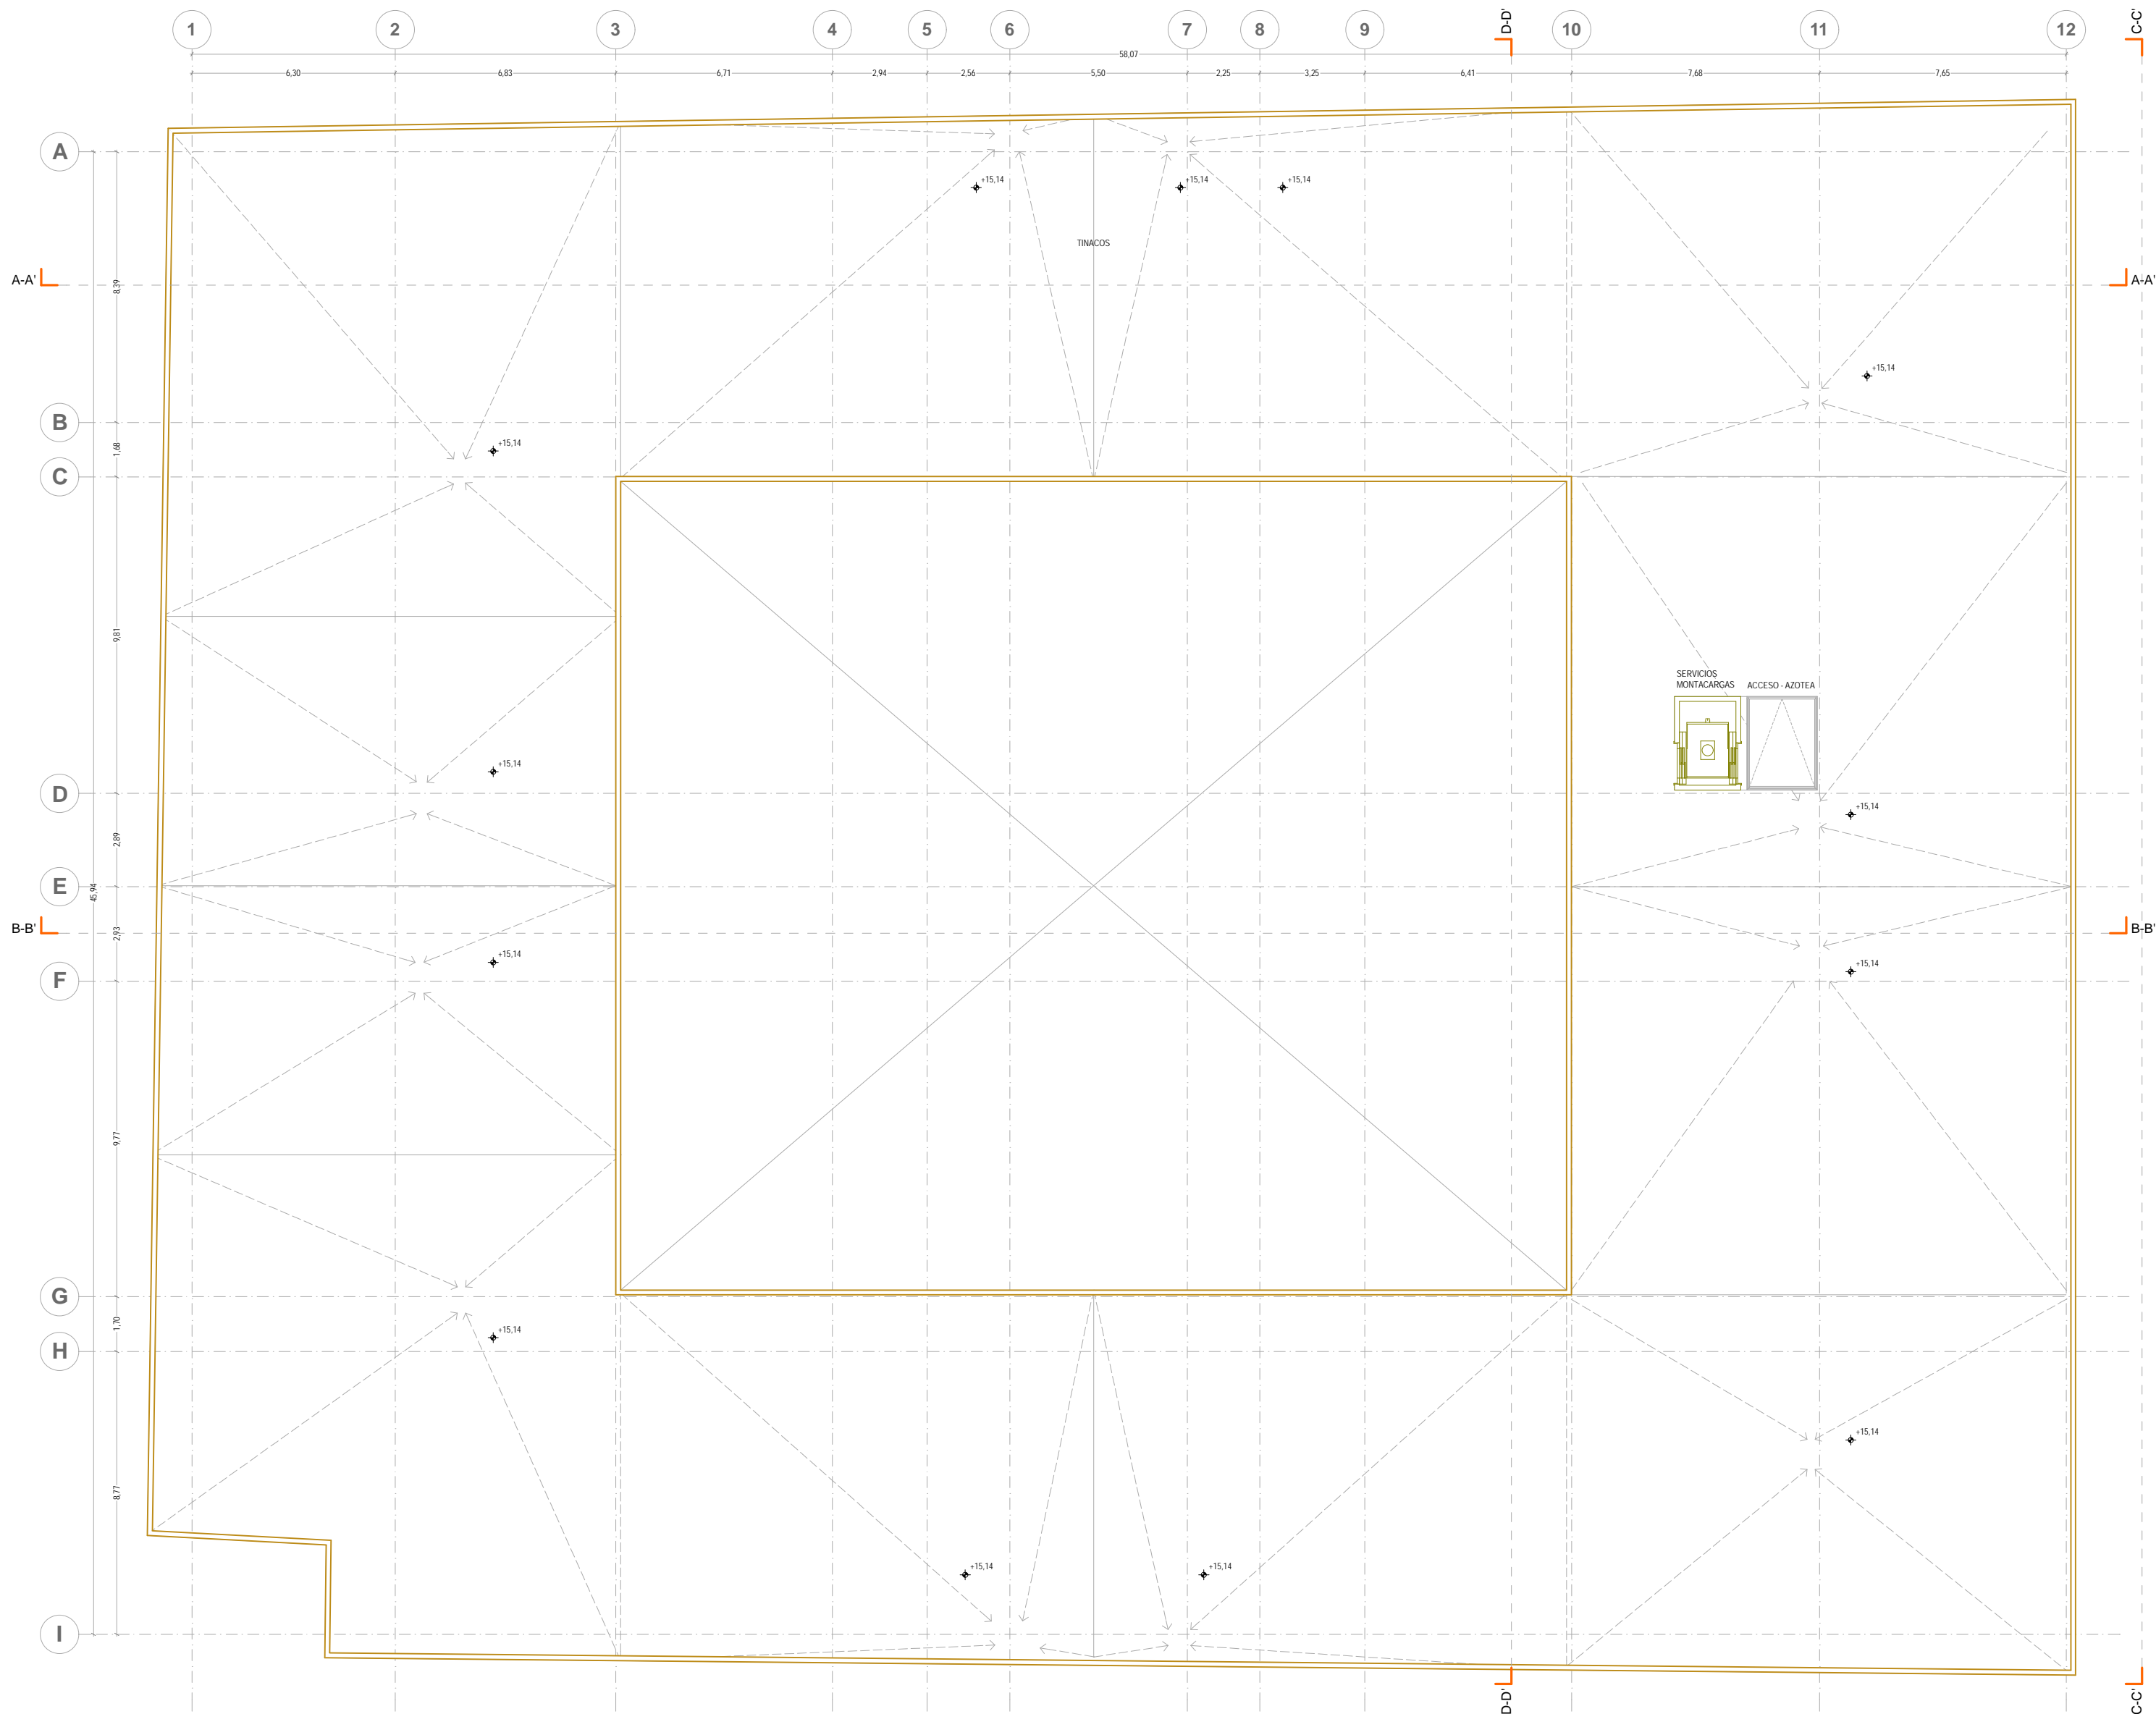 1 2 3 4 5 6 7 8 9 10 11 12
D-D' C-C'
58,07
6,30 6,83 6,71 2,94 2,56 5,50 2,25 3,25 6,41 7,68 7,65
A
+15,14 +15,14 +15,14
TINACOS
A-A' 8,39 A-A'
+15,14
B
+15,14
1,68
C
9,81
SERVICIOS
MONTACARGAS ACCESO - AZOTEA
+15,14
D
+15,14
2,89
E
45,94
B-B' 2,93 B-B'
+15,14 +15,14
F
9,77
G
1,70
+15,14
H
+15,14
8,77
+15,14 +15,14
I
D-D' C-C'